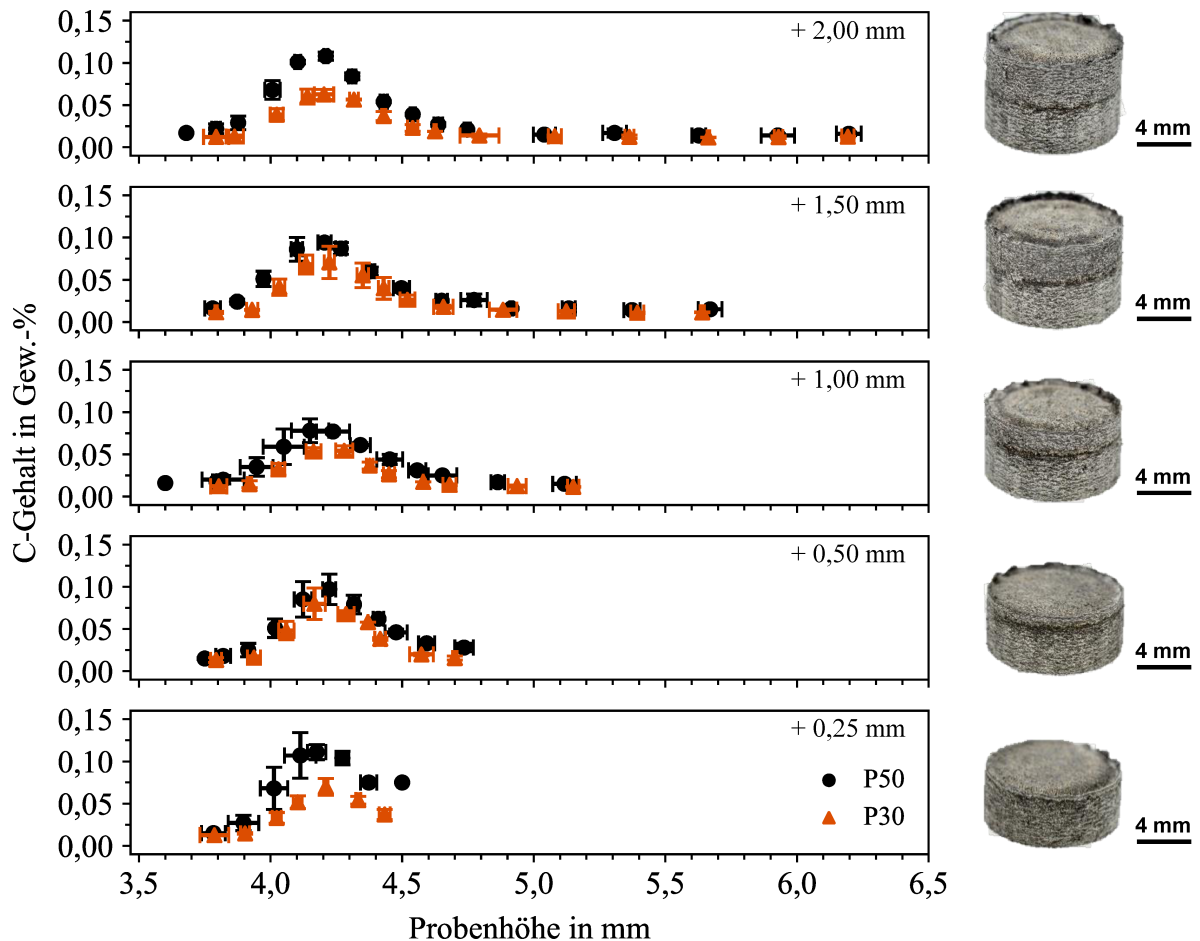 C-Gehalt in Gew.-%
0,15
0,10
0,05
0,00
+ 2,00 mm
4 mm
0,15
0,10
0,05
0,00
+ 1,50 mm
4 mm
0,15
0,10
0,05
0,00
+ 1,00 mm
4 mm
0,15
0,10
0,05
0,00
+ 0,50 mm
4 mm
0,15
0,10
0,05
0,00
+ 0,25 mm
P50
P30
4 mm
3,5 4,0 4,5 5,0 5,5 6,0 6,5
Probenhöhe in mm